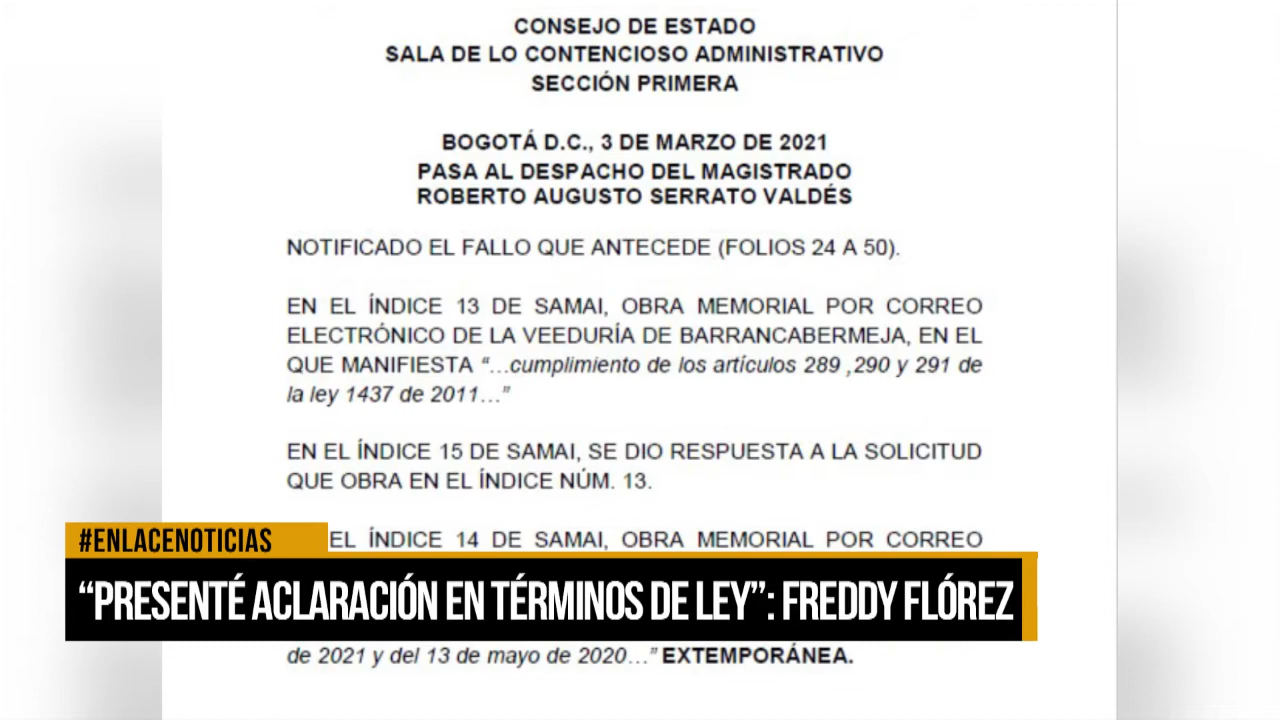 CONSEJO DE ESTADO
SALA DE LO CONTENCIOSO ADMINISTRATIVO
SECCIÓN PRIMERA
BOGOTÁ D.C., 3 DE MARZO DE 2021
PASA AL DESPACHO DEL MAGISTRADO
ROBERTO AUGUSTO SERRATO VALDÉS
NOTIFICADO EL FALLO QUE ANTECEDE (FOLIOS 24 A 50).
EN EL ÍNDICE 13 DE SAMAI, OBRA MEMORIAL POR CORREO
ELECTRÓNICO DE LA VEEDURÍA DE BARRANCABERMEJA, EN EL
QUE MANIFIESTA “…cumplimiento de los artículos 289 ,290 y 291 de
la ley 1437 de 2011…”
EN EL ÍNDICE 15 DE SAMAI, SE DIO RESPUESTA A LA SOLICITUD
QUE OBRA EN EL ÍNDICE NÚM. 13.
#ENLACENOTICIAS
EL ÍNDICE 14 DE SAMAI, OBRA MEMORIAL POR CORREO
“PRESENTÉ ACLARACIÓN EN TÉRMINOS DE LEY”: FREDDY FLÓREZ
de 2021 y del 13 de mayo de 2020…” EXTEMPORÁNEA.